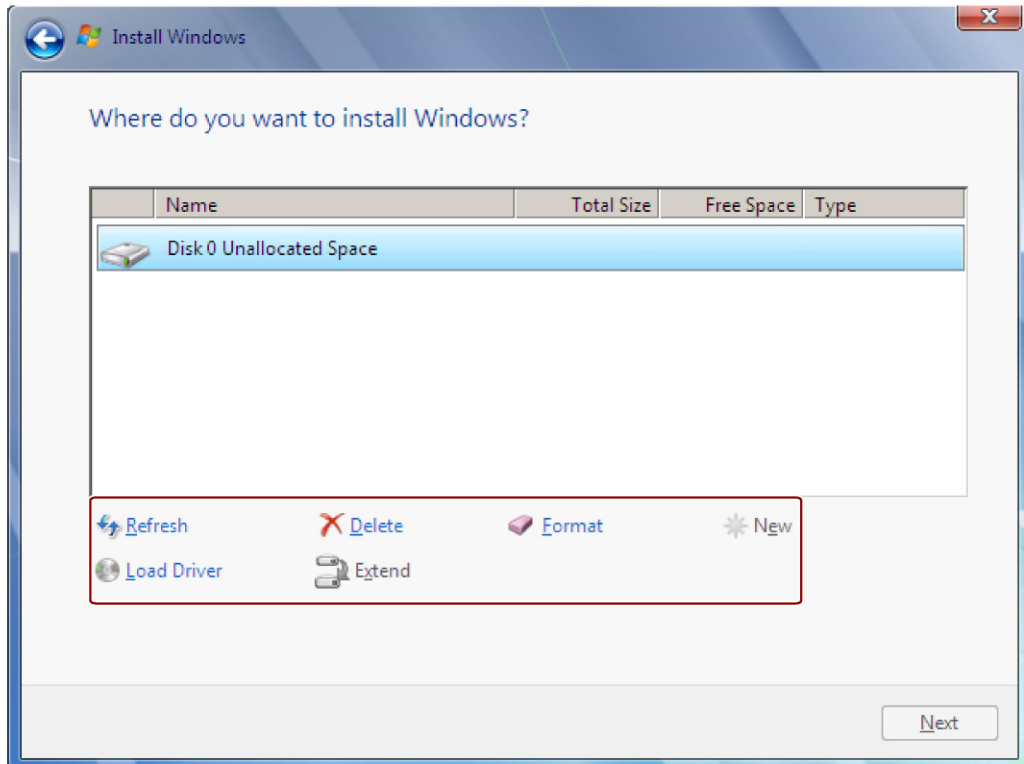 Install Windows
Where do you want to install Windows?
Name Total Size Free Space Type
Disk 0 Unallocated Space
Refresh Delete Format New
Load Driver Extend
Next